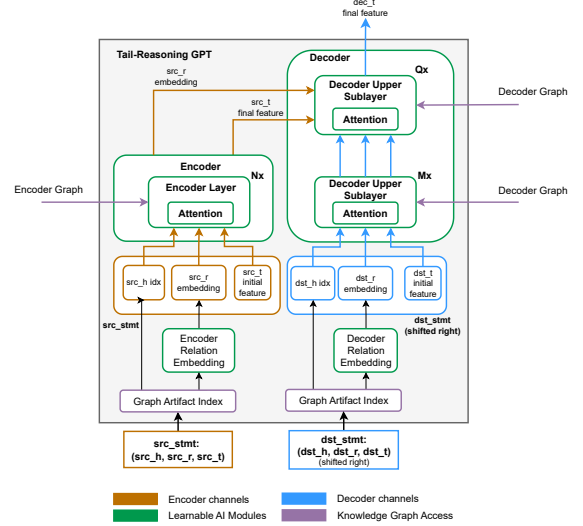 dec_t
final feature
Tail-Reasoning GPT
Decoder
src_r
embedding
Qx
Decoder Upper
Sublayer
Attention
Decoder Graph
src_t
final feature
Encoder
Nx
Encoder Layer
Attention
Encoder Graph
Mx
Decoder Upper
Sublayer
Attention
Decoder Graph
src_h idx
src_r
embedding
src_t
initial
feature
dst_h idx
dst_r
embedding
dst_t
initial
feature
src_stmt
dst_stmt
(shifted right)
Encoder
Relation
Embedding
Decoder
Relation
Embedding
Graph Artifact Index
Graph Artifact Index
src_stmt:
(src_h, src_r, src_t)
dst_stmt:
(dst_h, dst_r, dst_t)
(shifted right)
Encoder channels
Decoder channels
Learnable AI Modules
Knowledge Graph Access